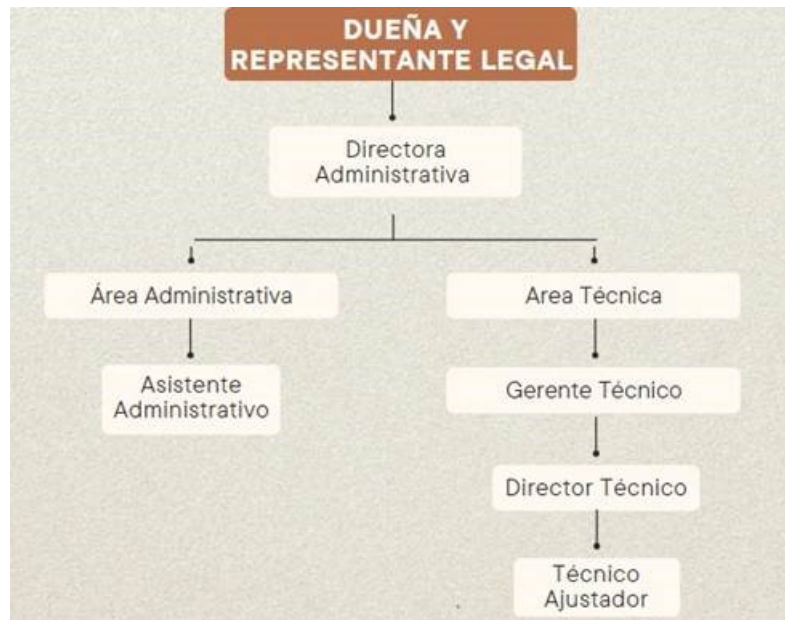 DUEÑA Y
REPRESENTANTE LEGAL
Directora
Administrativa
Área Administrativa
Area Técnica
Asistente
Administrativo
Gerente Técnico
Director Técnico
Técnico
Ajustador